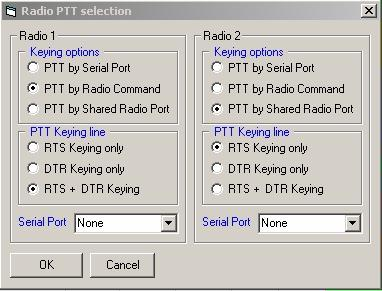 Radio PTT selection
Radio 1
Keying options
PTT by Serial Port
PTT by Radio Command
PTT by Shared Radio Port
PTT Keying line
RTS Keying only
DTR Keying only
RTS + DTR Keying
Serial Port None
Radio 2
Keying options
PTT by Serial Port
PTT by Radio Command
PTT by Shared Radio Port
PTT Keying line
RTS Keying only
DTR Keying only
RTS + DTR Keying
Serial Port None
OK Cancel